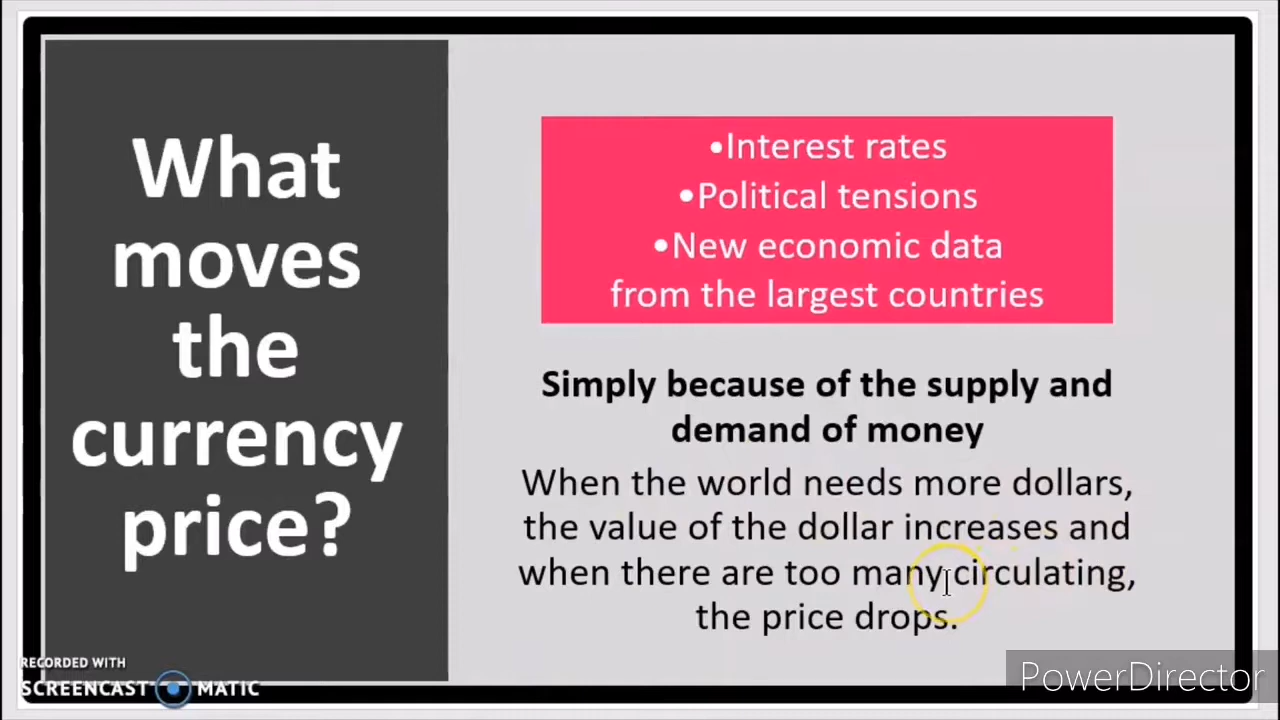 What
moves
the
currency
price?
•Interest rates
•Political tensions
•New economic data
from the largest countries
Simply because of the supply and
demand of money
When the world needs more dollars,
the value of the dollar increases and
when there are too many circulating,
the price drops.
RECORDED WITH
SCREENCAST MATIC
PowerDirector